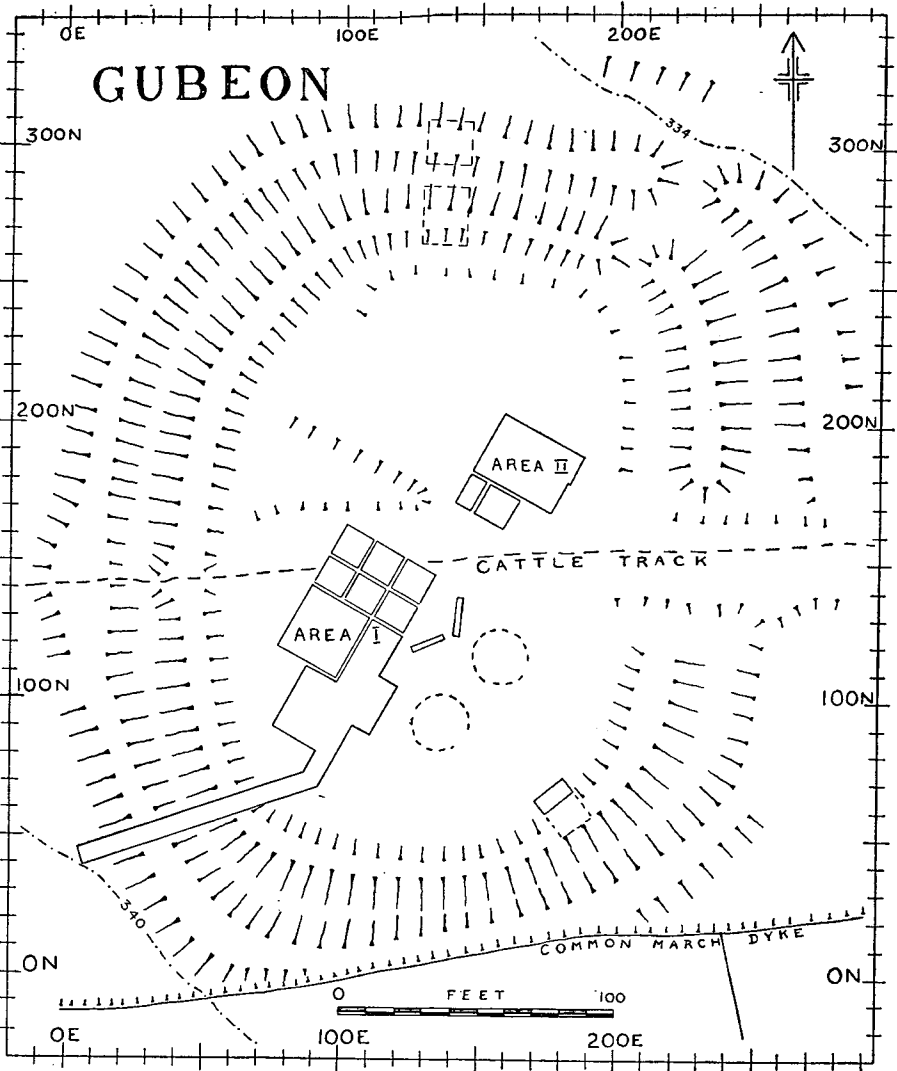 0E 100E 200E
GUBEON
334
300N 300N
200N 200N
AREA II
CATTLE TRACK
AREA I
100N 100N
340
COMMON MARCH DYKE
0N 0N
0 FEET 100
0E 100E 200E